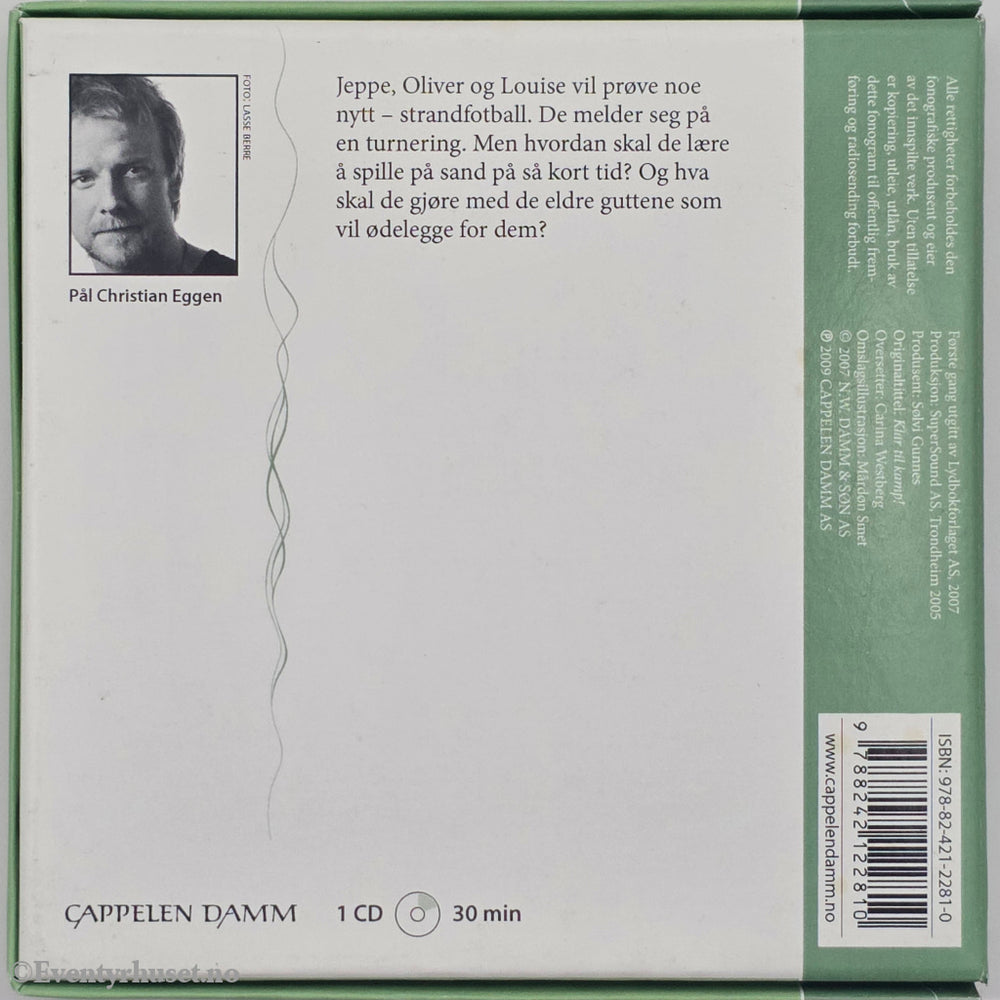 FOTO: LASSE BERRE
Pål Christian Eggen
Jeppe, Oliver og Louise vil prøve noe
nytt – strandfotball. De melder seg på
en turnering. Men hvordan skal de lære
å spille på sand på så kort tid? Og hva
skal de gjøre med de eldre guttene som
vil ødelegge for dem?
CAPPELEN DAMM
1 CD
30 min
Alle rettigheter forbeholdes den
fonografiske produsent og eier
av det innspilte verk. Uten tillatelse
er kopiering, utleie, utlån, bruk av
dette fonogram til offentlig frem-
føring og radiosending forbudt.
Første gang utgitt av Lydbokforlaget AS, 2007
Produksjon: SuperSound AS, Trondheim 2005
Produsent: Sølvi Gunnes
Originaltittel: Klar til kamp!
Oversetter: Carina Westberg
Omslagsillustrasjon: Mårdøn Smet
© 2007 N.W. DAMM & SØN AS
℗ 2009 CAPPELEN DAMM AS
ISBN: 978-82-421-2281-0
9 788242 122810
www.cappelendamm.no
©Eventyrhuset.no